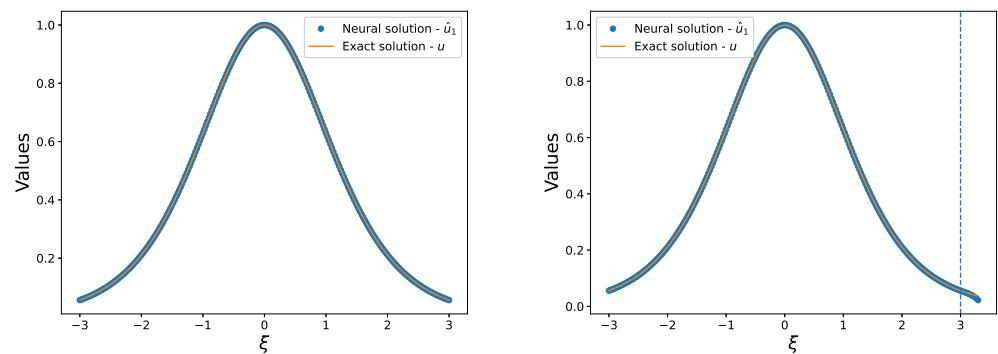 Neural solution - û₁
Exact solution - u
1.0
0.8
0.6
0.4
0.2
Values
−3 −2 −1 0 1 2 3
ξ
Neural solution - û₁
Exact solution - u
1.0
0.8
0.6
0.4
0.2
0.0
Values
−3 −2 −1 0 1 2 3
ξ